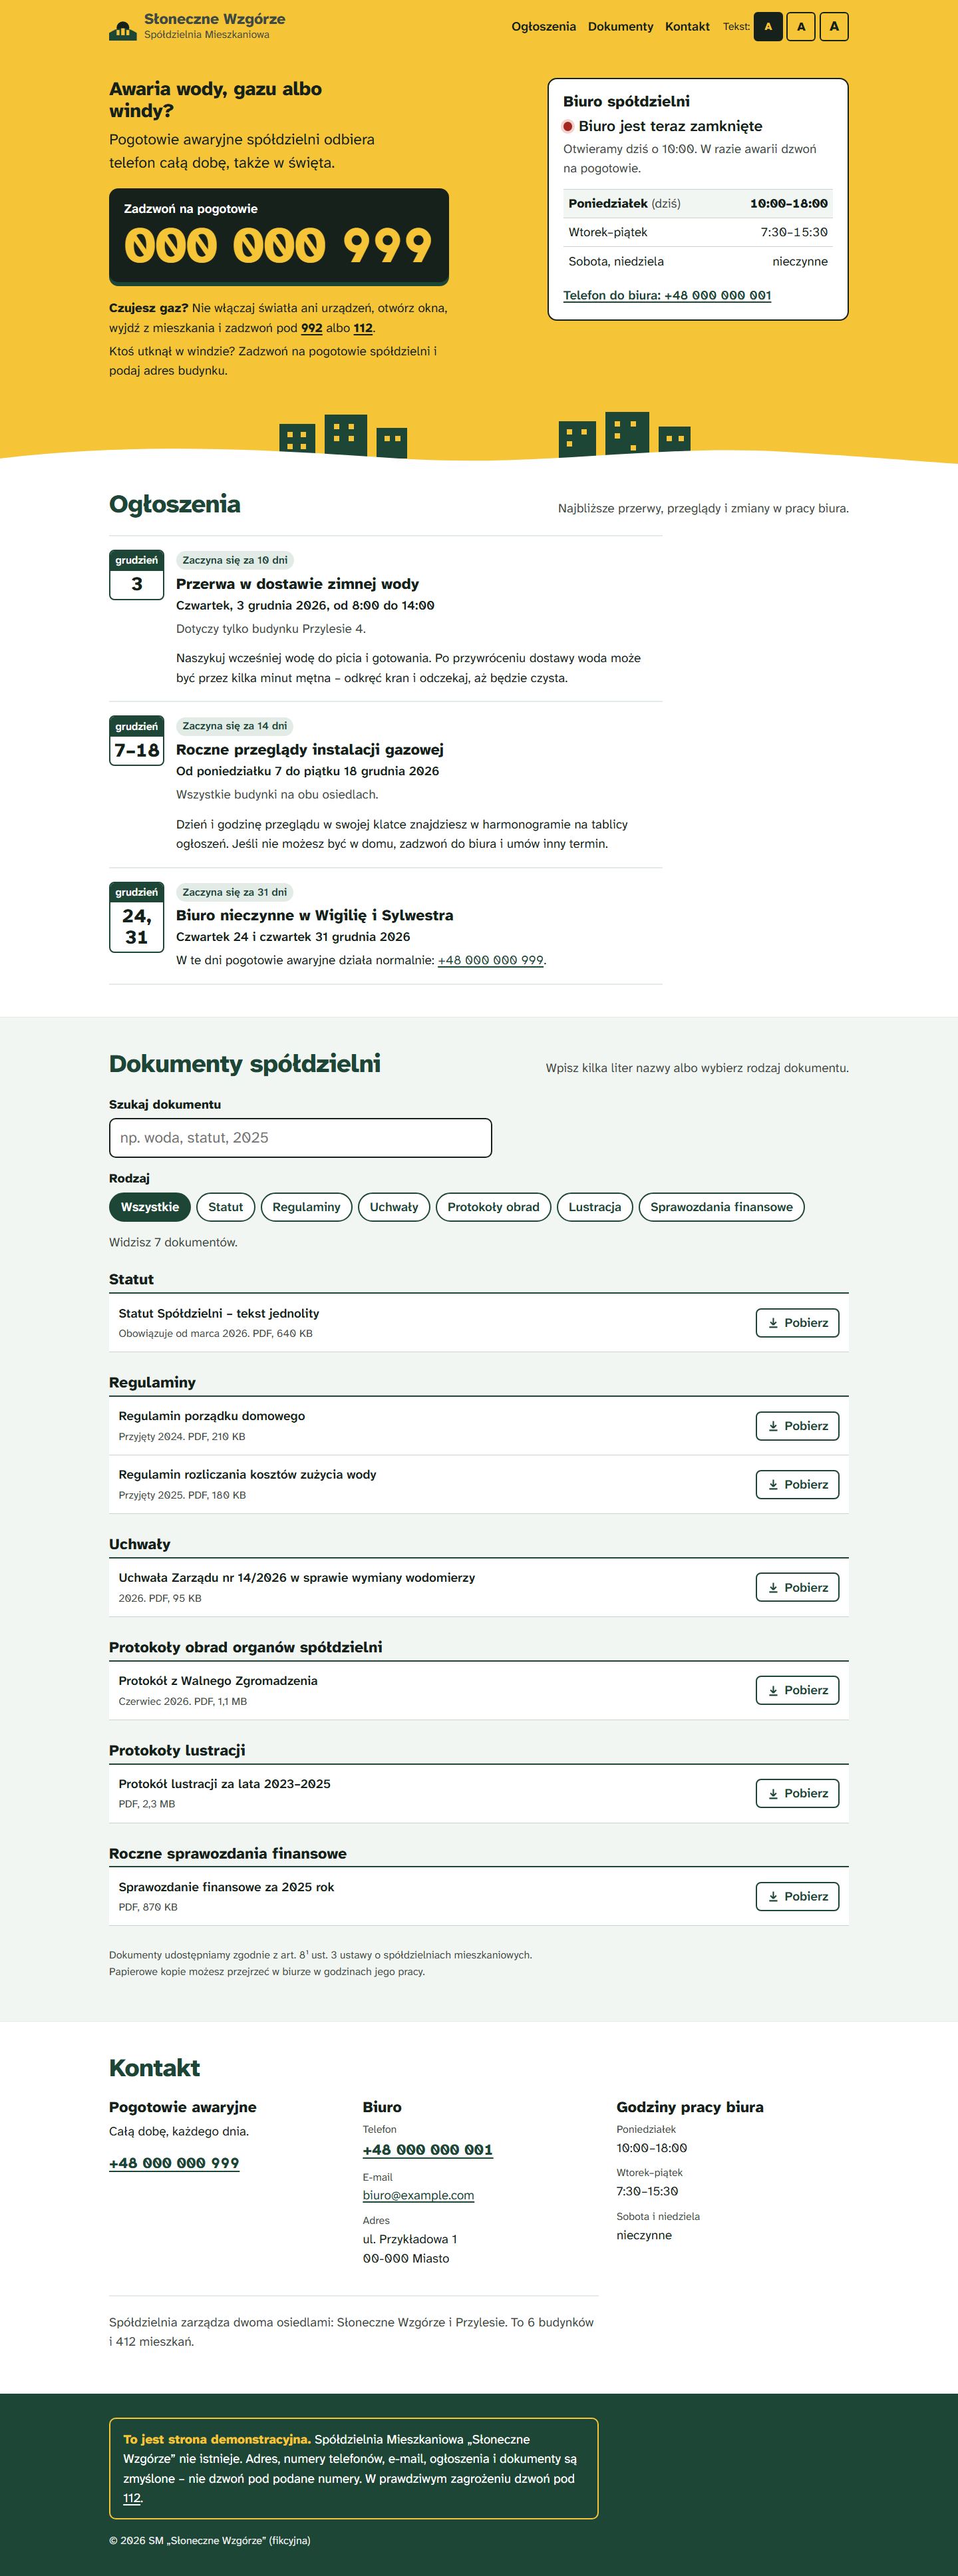 Słoneczne Wzgórze
Spółdzielnia Mieszkaniowa
Ogłoszenia Dokumenty Kontakt Tekst: A A A
Awaria wody, gazu albo
windy?
Pogotowie awaryjne spółdzielni odbiera
telefon całą dobę, także w święta.
Zadzwoń na pogotowie
000 000 999
Czujesz gaz? Nie włączaj światła ani urządzeń, otwórz okna,
wyjdź z mieszkania i zadzwoń pod 992 albo 112.
Ktoś utknął w windzie? Zadzwoń na pogotowie spółdzielni i
podaj adres budynku.
Biuro spółdzielni
Biuro jest teraz zamknięte
Otwieramy dziś o 10:00. W razie awarii dzwoń
na pogotowie.
Poniedziałek (dziś) 10:00–18:00
Wtorek–piątek 7:30–15:30
Sobota, niedziela nieczynne
Telefon do biura: +48 000 000 001
Ogłoszenia
Najbliższe przerwy, przeglądy i zmiany w pracy biura.
grudzień
3
Zaczyna się za 10 dni
Przerwa w dostawie zimnej wody
Czwartek, 3 grudnia 2026, od 8:00 do 14:00
Dotyczy tylko budynku Przylesie 4.
Naszykuj wcześniej wodę do picia i gotowania. Po przywróceniu dostawy woda może
być przez kilka minut mętna – odkręć kran i odczekaj, aż będzie czysta.
grudzień
7–18
Zaczyna się za 14 dni
Roczne przeglądy instalacji gazowej
Od poniedziałku 7 do piątku 18 grudnia 2026
Wszystkie budynki na obu osiedlach.
Dzień i godzinę przeglądu w swojej klatce znajdziesz w harmonogramie na tablicy
ogłoszeń. Jeśli nie możesz być w domu, zadzwoń do biura i umów inny termin.
grudzień
24,
31
Zaczyna się za 31 dni
Biuro nieczynne w Wigilię i Sylwestra
Czwartek 24 i czwartek 31 grudnia 2026
W te dni pogotowie awaryjne działa normalnie: +48 000 000 999.
Dokumenty spółdzielni
Wpisz kilka liter nazwy albo wybierz rodzaj dokumentu.
Szukaj dokumentu
np. woda, statut, 2025
Rodzaj
Wszystkie Statut Regulaminy Uchwały Protokoły obrad Lustracja Sprawozdania finansowe
Widzisz 7 dokumentów.
Statut
Statut Spółdzielni – tekst jednolity
Obowiązuje od marca 2026. PDF, 640 KB
Pobierz
Regulaminy
Regulamin porządku domowego
Przyjęty 2024. PDF, 210 KB
Pobierz
Regulamin rozliczania kosztów zużycia wody
Przyjęty 2025. PDF, 180 KB
Pobierz
Uchwały
Uchwała Zarządu nr 14/2026 w sprawie wymiany wodomierzy
2026. PDF, 95 KB
Pobierz
Protokoły obrad organów spółdzielni
Protokół z Walnego Zgromadzenia
Czerwiec 2026. PDF, 1,1 MB
Pobierz
Protokoły lustracji
Protokół lustracji za lata 2023–2025
PDF, 2,3 MB
Pobierz
Roczne sprawozdania finansowe
Sprawozdanie finansowe za 2025 rok
PDF, 870 KB
Pobierz
Dokumenty udostępniamy zgodnie z art. 8¹ ust. 3 ustawy o spółdzielniach mieszkaniowych.
Papierowe kopie możesz przejrzeć w biurze w godzinach jego pracy.
Kontakt
Pogotowie awaryjne
Całą dobę, każdego dnia.
+48 000 000 999
Biuro
Telefon
+48 000 000 001
E-mail
biuro@example.com
Adres
ul. Przykładowa 1
00-000 Miasto
Godziny pracy biura
Poniedziałek
10:00–18:00
Wtorek–piątek
7:30–15:30
Sobota i niedziela
nieczynne
Spółdzielnia zarządza dwoma osiedlami: Słoneczne Wzgórze i Przylesie. To 6 budynków
i 412 mieszkań.
To jest strona demonstracyjna. Spółdzielnia Mieszkaniowa „Słoneczne
Wzgórze” nie istnieje. Adres, numery telefonów, e-mail, ogłoszenia i dokumenty są
zmyślone – nie dzwoń pod podane numery. W prawdziwym zagrożeniu dzwoń pod
112.
© 2026 SM „Słoneczne Wzgórze” (fikcyjna)